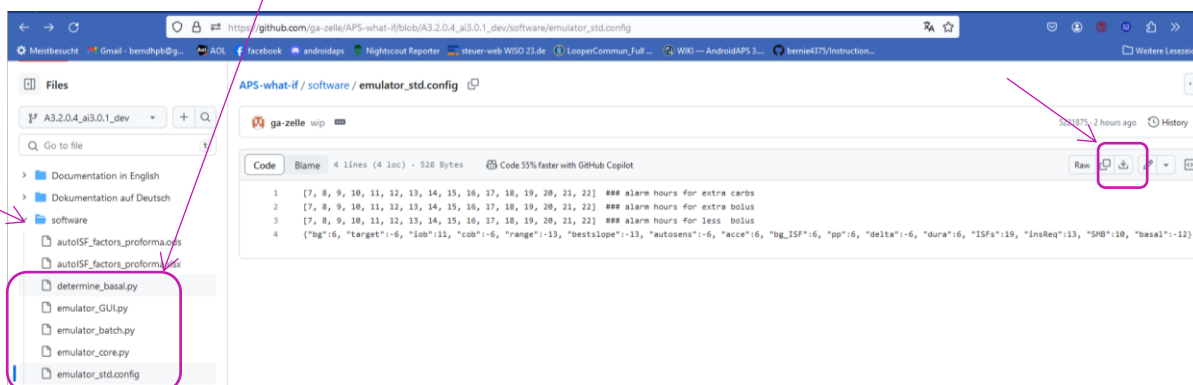 https://github.com/ga-zelle/APS-what-if/blob/A3.2.0.4_ai3.0.1_dev/software/emulator_std.config
Meistbesucht Gmail - berndhpb@g... AOL facebook androidaps Nightscout Reporter steuer-web WISO 23.de LooperCommun_Full ... WIKI — AndroidAPS 3.... bernie4375/Instruction... Weitere Lesezei
Files
APS-what-if / software / emulator_std.config
A3.2.0.4_ai3.0.1_dev
ga-zelle wip
5221875 · 2 hours ago History
Go to file t
Code Blame 4 lines (4 loc) · 528 Bytes Code 55% faster with GitHub Copilot Raw
Documentation in English
Dokumentation auf Deutsch
software
autoISF_factors_proforma.ods
autoISF_factors_proforma.xlsx
determine_basal.py
emulator_GUI.py
emulator_batch.py
emulator_core.py
emulator_std.config
1 [7, 8, 9, 10, 11, 12, 13, 14, 15, 16, 17, 18, 19, 20, 21, 22] ### alarm hours for extra carbs
2 [7, 8, 9, 10, 11, 12, 13, 14, 15, 16, 17, 18, 19, 20, 21, 22] ### alarm hours for extra bolus
3 [7, 8, 9, 10, 11, 12, 13, 14, 15, 16, 17, 18, 19, 20, 21, 22] ### alarm hours for less bolus
4 {"bg":6, "target":-6, "iob":11, "cob":-6, "range":-13, "bestslope":-13, "autosens":-6, "acce":6, "bg_ISF":6, "pp":6, "delta":-6, "dura":6, "ISFs":19, "insReq":13, "SMB":10, "basal":-12}